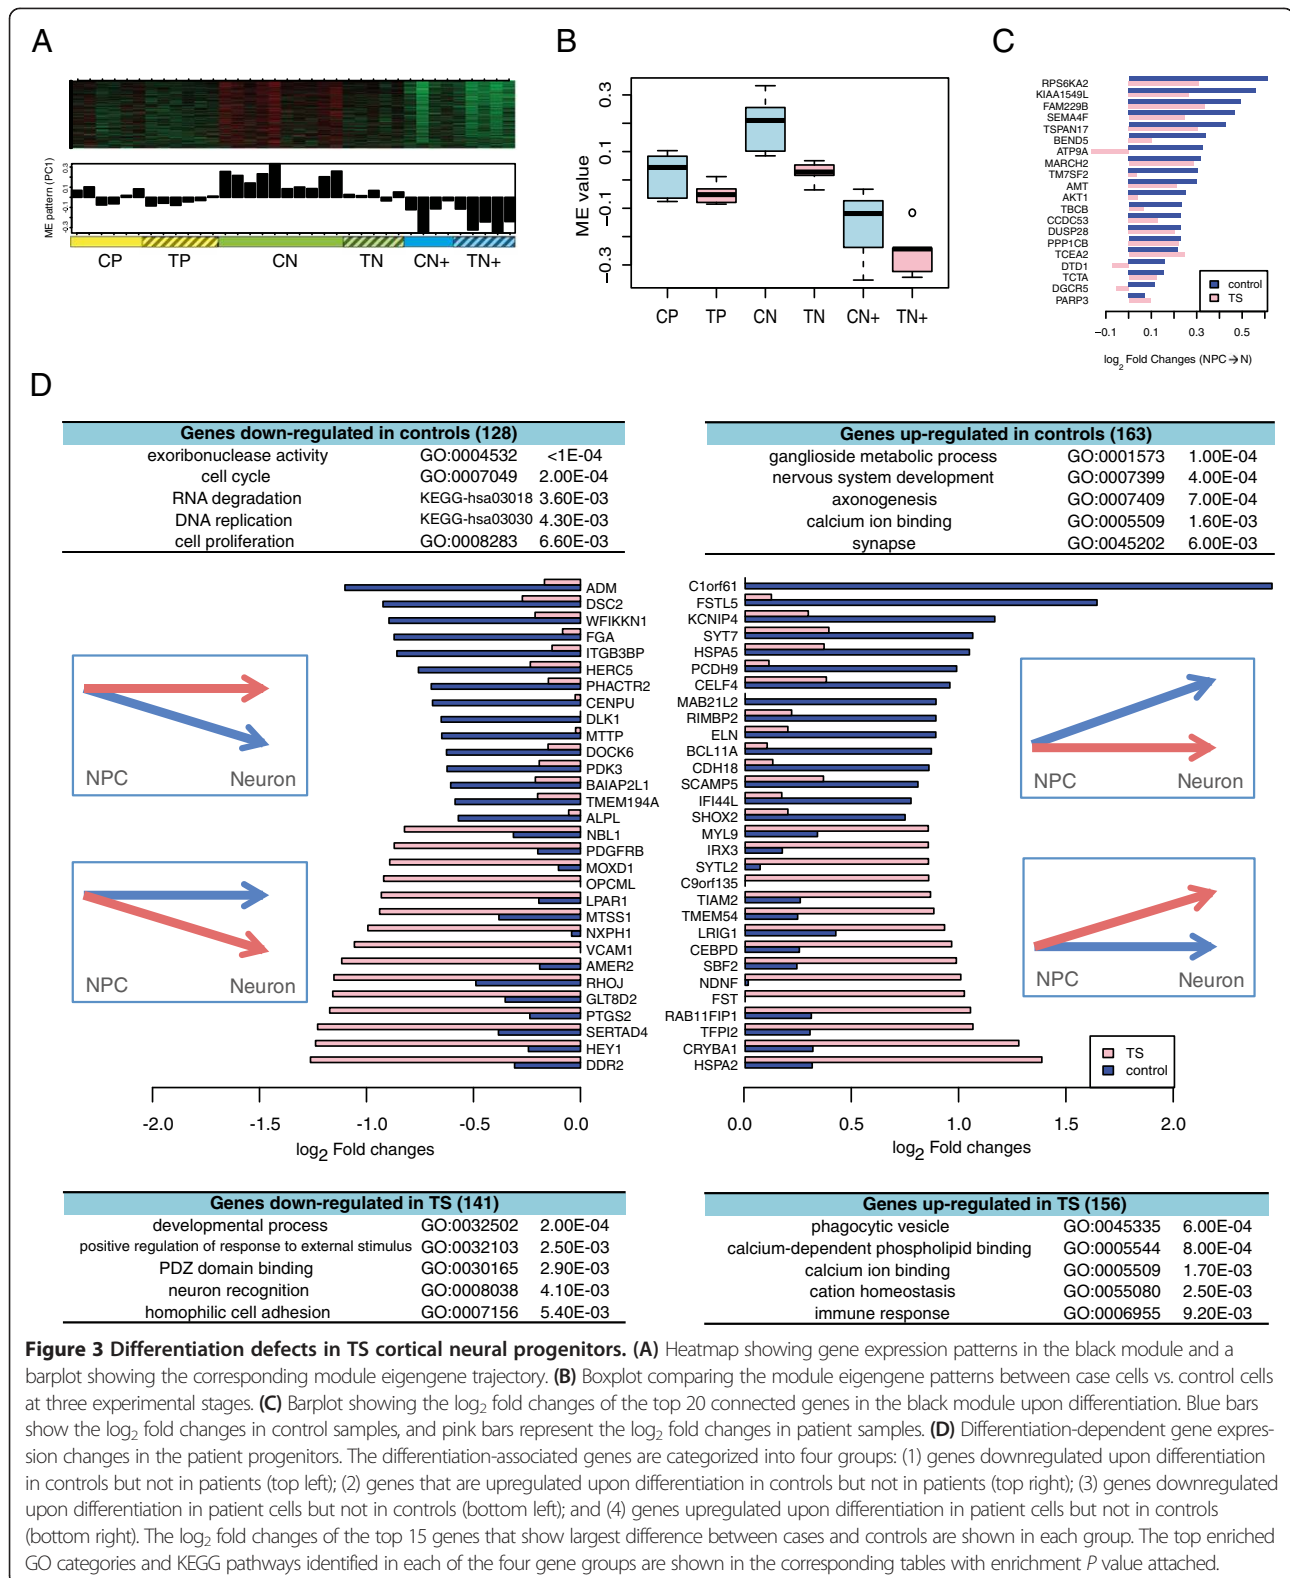 A
ME pattern (PC1)
0.3
0.1
-0.1
-0.3
CP TP CN TN CN+ TN+
B
ME value
0.3
0.1
-0.1
-0.3
CP TP CN TN CN+ TN+
C
RPS6KA2
KIAA1549L
FAM229B
SEMA4F
TSPAN17
BEND5
ATP9A
MARCH2
TM7SF2
AMT
AKT1
TBCB
CCDC53
DUSP28
PPP1CB
TCEA2
DTD1
TCTA
DGCR5
PARP3
control
TS
-0.1 0.1 0.3 0.5
log2 Fold Changes (NPC→N)
D
Genes down-regulated in controls (128)
exoribonuclease activity GO:0004532 <1E-04
cell cycle GO:0007049 2.00E-04
RNA degradation KEGG-hsa03018 3.60E-03
DNA replication KEGG-hsa03030 4.30E-03
cell proliferation GO:0008283 6.60E-03
Genes up-regulated in controls (163)
ganglioside metabolic process GO:0001573 1.00E-04
nervous system development GO:0007399 4.00E-04
axonogenesis GO:0007409 7.00E-04
calcium ion binding GO:0005509 1.60E-03
synapse GO:0045202 6.00E-03
NPC Neuron
NPC Neuron
ADM
DSC2
WFIKKN1
FGA
ITGB3BP
HERC5
PHACTR2
CENPU
DLK1
MTTP
DOCK6
PDK3
BAIAP2L1
TMEM194A
ALPL
NBL1
PDGFRB
MOXD1
OPCML
LPAR1
MTSS1
NXPH1
VCAM1
AMER2
RHOJ
GLT8D2
PTGS2
SERTAD4
HEY1
DDR2
-2.0 -1.5 -1.0 -0.5 0.0
log2 Fold changes
C1orf61
FSTL5
KCNIP4
SYT7
HSPA5
PCDH9
CELF4
MAB21L2
RIMBP2
ELN
BCL11A
CDH18
SCAMP5
IFI44L
SHOX2
MYL9
IRX3
SYTL2
C9orf135
TIAM2
TMEM54
LRIG1
CEBPD
SBF2
NDNF
FST
RAB11FIP1
TFPI2
CRYBA1
HSPA2
NPC Neuron
NPC Neuron
TS
control
0.0 0.5 1.0 1.5 2.0
log2 Fold changes
Genes down-regulated in TS (141)
developmental process GO:0032502 2.00E-04
positive regulation of response to external stimulus GO:0032103 2.50E-03
PDZ domain binding GO:0030165 2.90E-03
neuron recognition GO:0008038 4.10E-03
homophilic cell adhesion GO:0007156 5.40E-03
Genes up-regulated in TS (156)
phagocytic vesicle GO:0045335 6.00E-04
calcium-dependent phospholipid binding GO:0005544 8.00E-04
calcium ion binding GO:0005509 1.70E-03
cation homeostasis GO:0055080 2.50E-03
immune response GO:0006955 9.20E-03
Figure 3 Differentiation defects in TS cortical neural progenitors. (A) Heatmap showing gene expression patterns in the black module and a
barplot showing the corresponding module eigengene trajectory. (B) Boxplot comparing the module eigengene patterns between case cells vs. control cells
at three experimental stages. (C) Barplot showing the log2 fold changes of the top 20 connected genes in the black module upon differentiation. Blue bars
show the log2 fold changes in control samples, and pink bars represent the log2 fold changes in patient samples. (D) Differentiation-dependent gene expres-
sion changes in the patient progenitors. The differentiation-associated genes are categorized into four groups: (1) genes downregulated upon differentiation
in controls but not in patients (top left); (2) genes that are upregulated upon differentiation in controls but not in patients (top right); (3) genes downregulated
upon differentiation in patient cells but not in controls (bottom left); and (4) genes upregulated upon differentiation in patient cells but not in controls
(bottom right). The log2 fold changes of the top 15 genes that show largest difference between cases and controls are shown in each group. The top enriched
GO categories and KEGG pathways identified in each of the four gene groups are shown in the corresponding tables with enrichment P value attached.